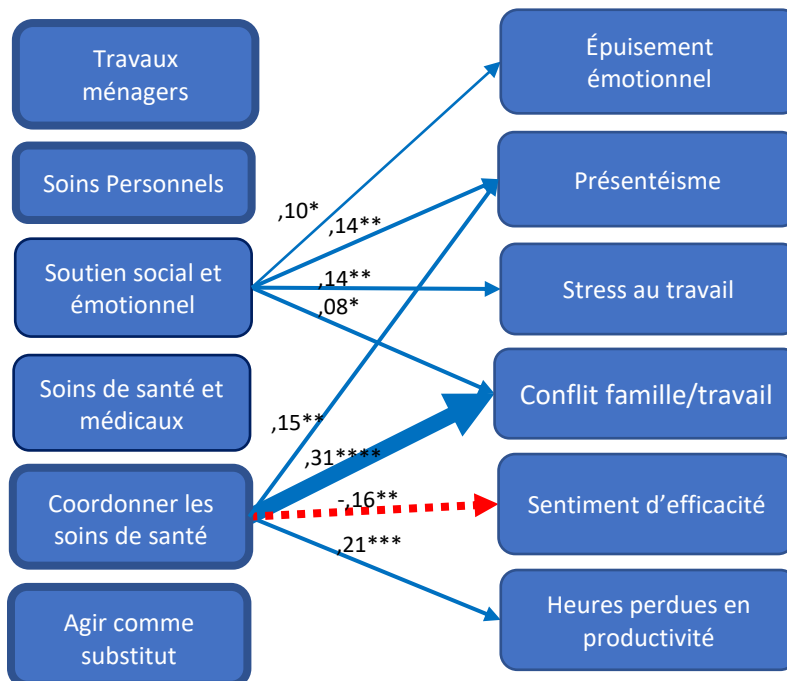 Travaux
ménagers
Soins Personnels
Soutien social et
émotionnel
Soins de santé et
médicaux
Coordonner les
soins de santé
Agir comme
substitut
,10*
,14**
,14**
,08*
,15**
,31****
-,16**
,21***
Épuisement
émotionnel
Présentéisme
Stress au travail
Conflit famille/travail
Sentiment d’efficacité
Heures perdues en
productivité